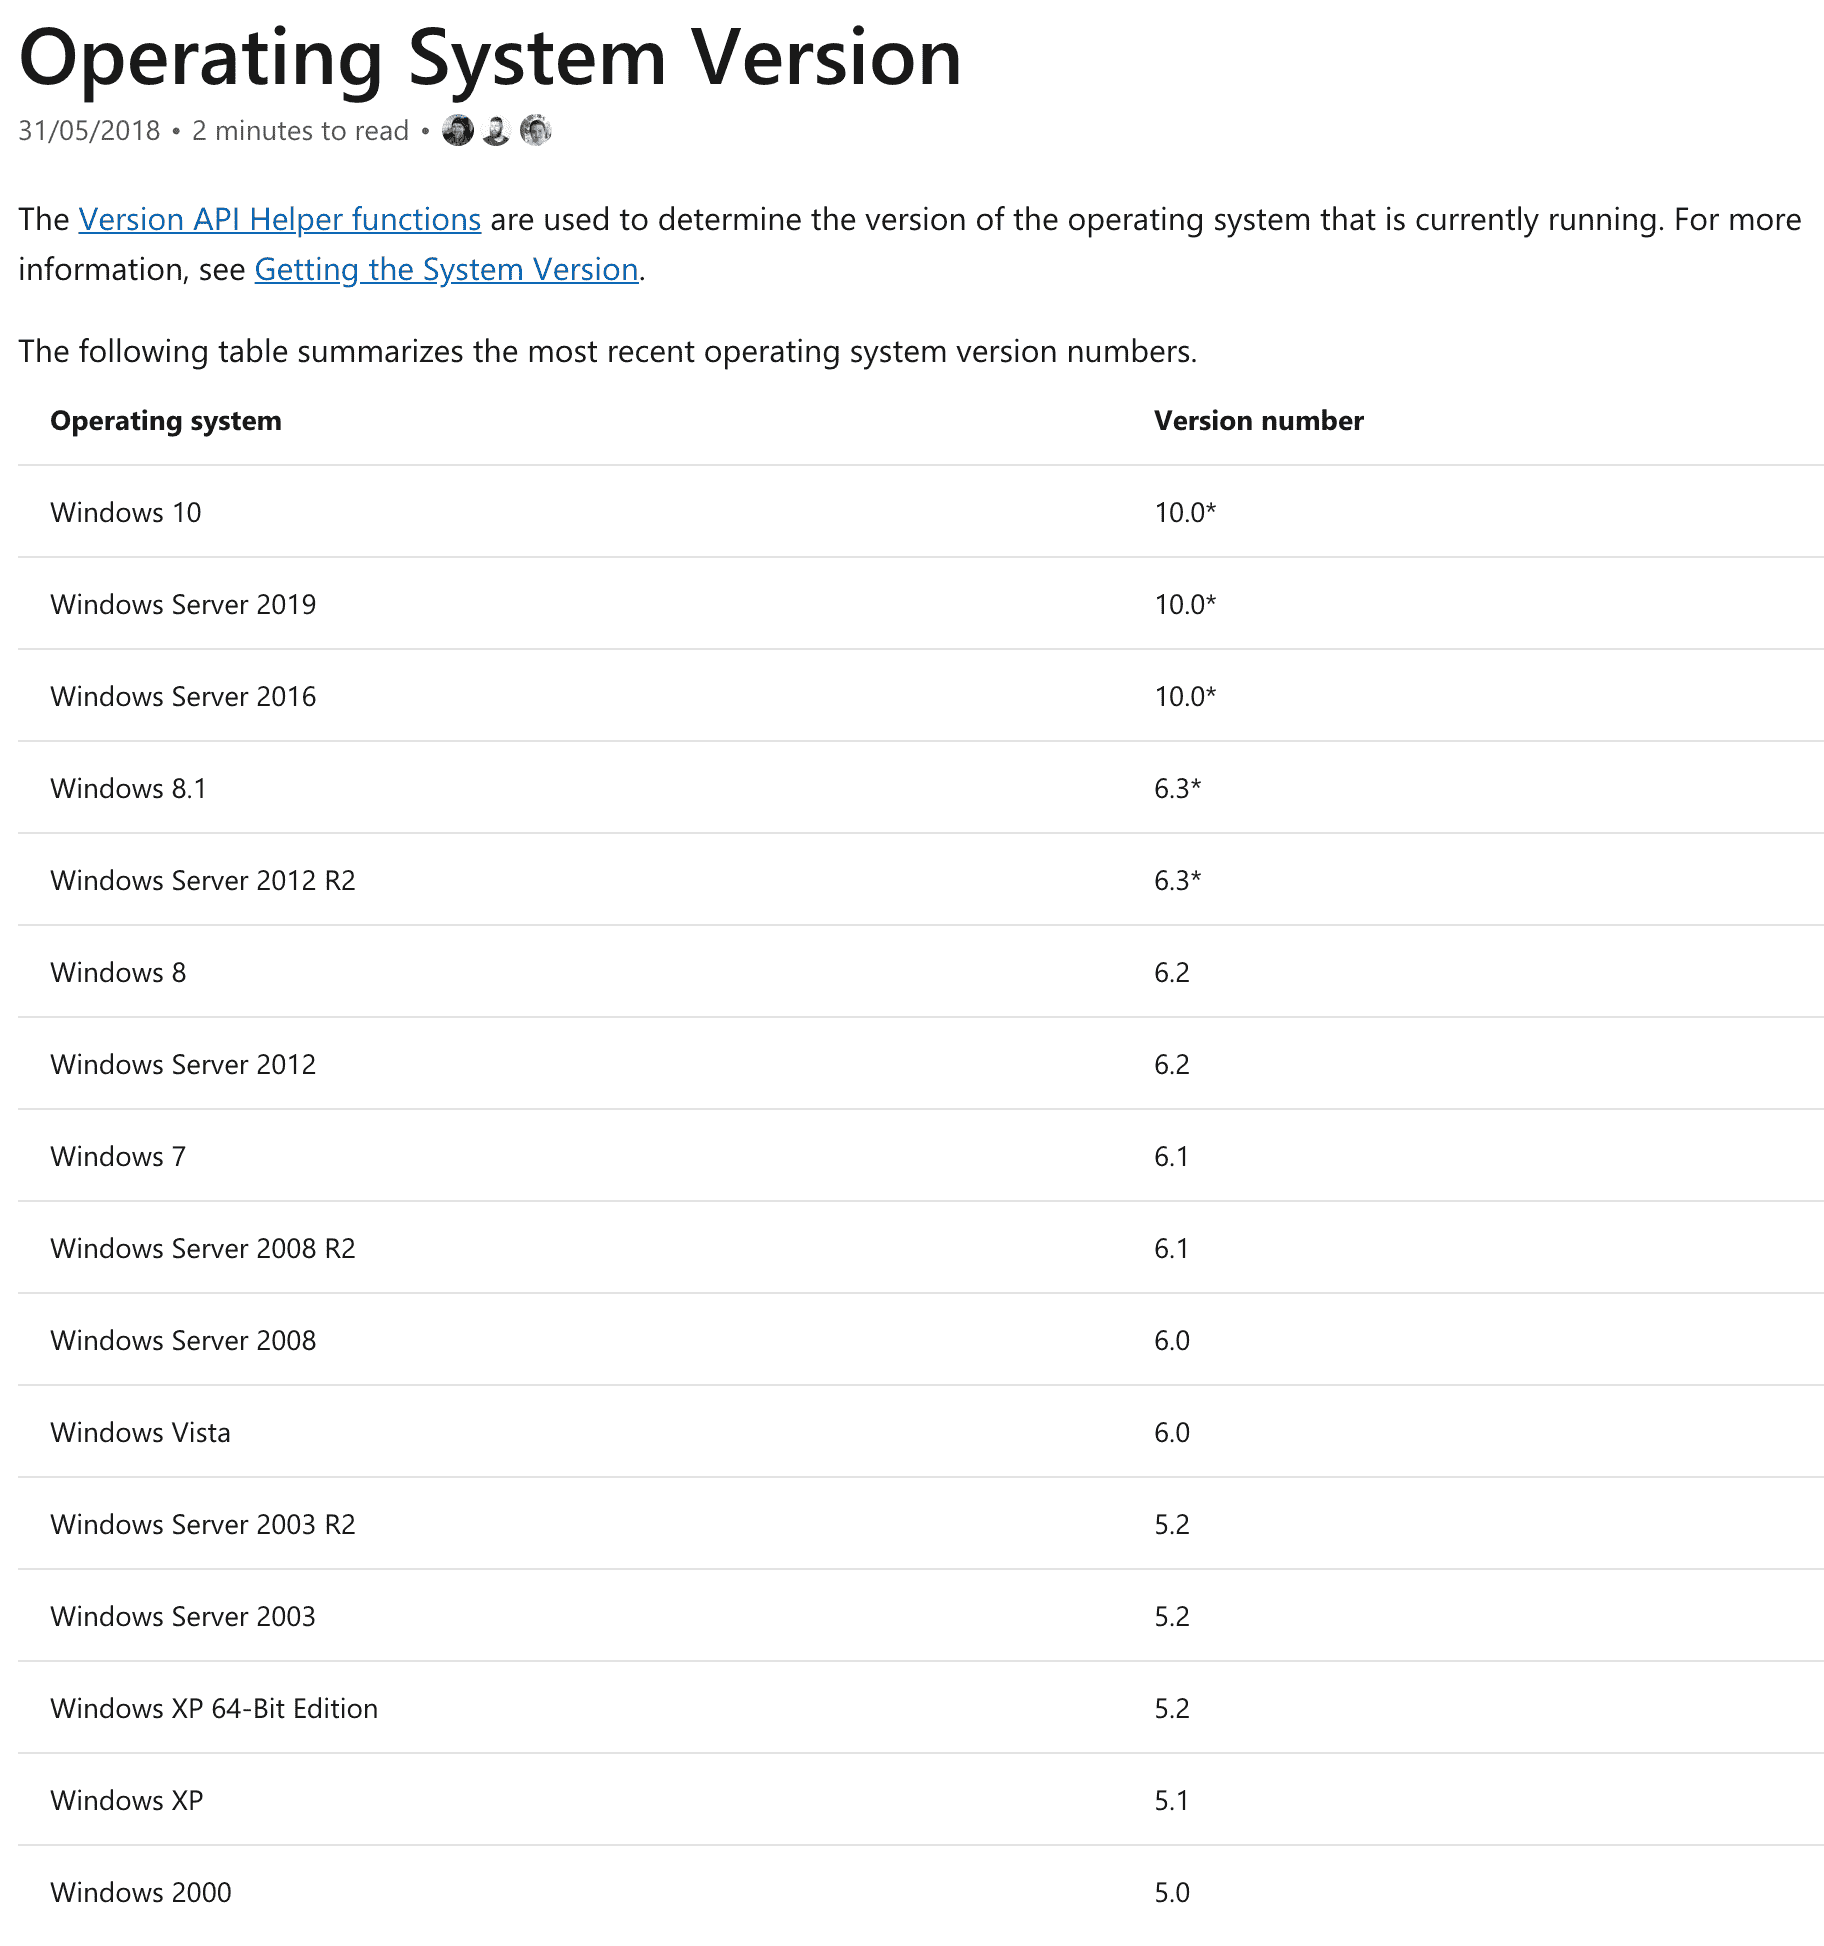 Operating System Version
31/05/2018 • 2 minutes to read •
The Version API Helper functions are used to determine the version of the operating system that is currently running. For more
information, see Getting the System Version.
The following table summarizes the most recent operating system version numbers.
Operating system Version number
Windows 10 10.0*
Windows Server 2019 10.0*
Windows Server 2016 10.0*
Windows 8.1 6.3*
Windows Server 2012 R2 6.3*
Windows 8 6.2
Windows Server 2012 6.2
Windows 7 6.1
Windows Server 2008 R2 6.1
Windows Server 2008 6.0
Windows Vista 6.0
Windows Server 2003 R2 5.2
Windows Server 2003 5.2
Windows XP 64-Bit Edition 5.2
Windows XP 5.1
Windows 2000 5.0